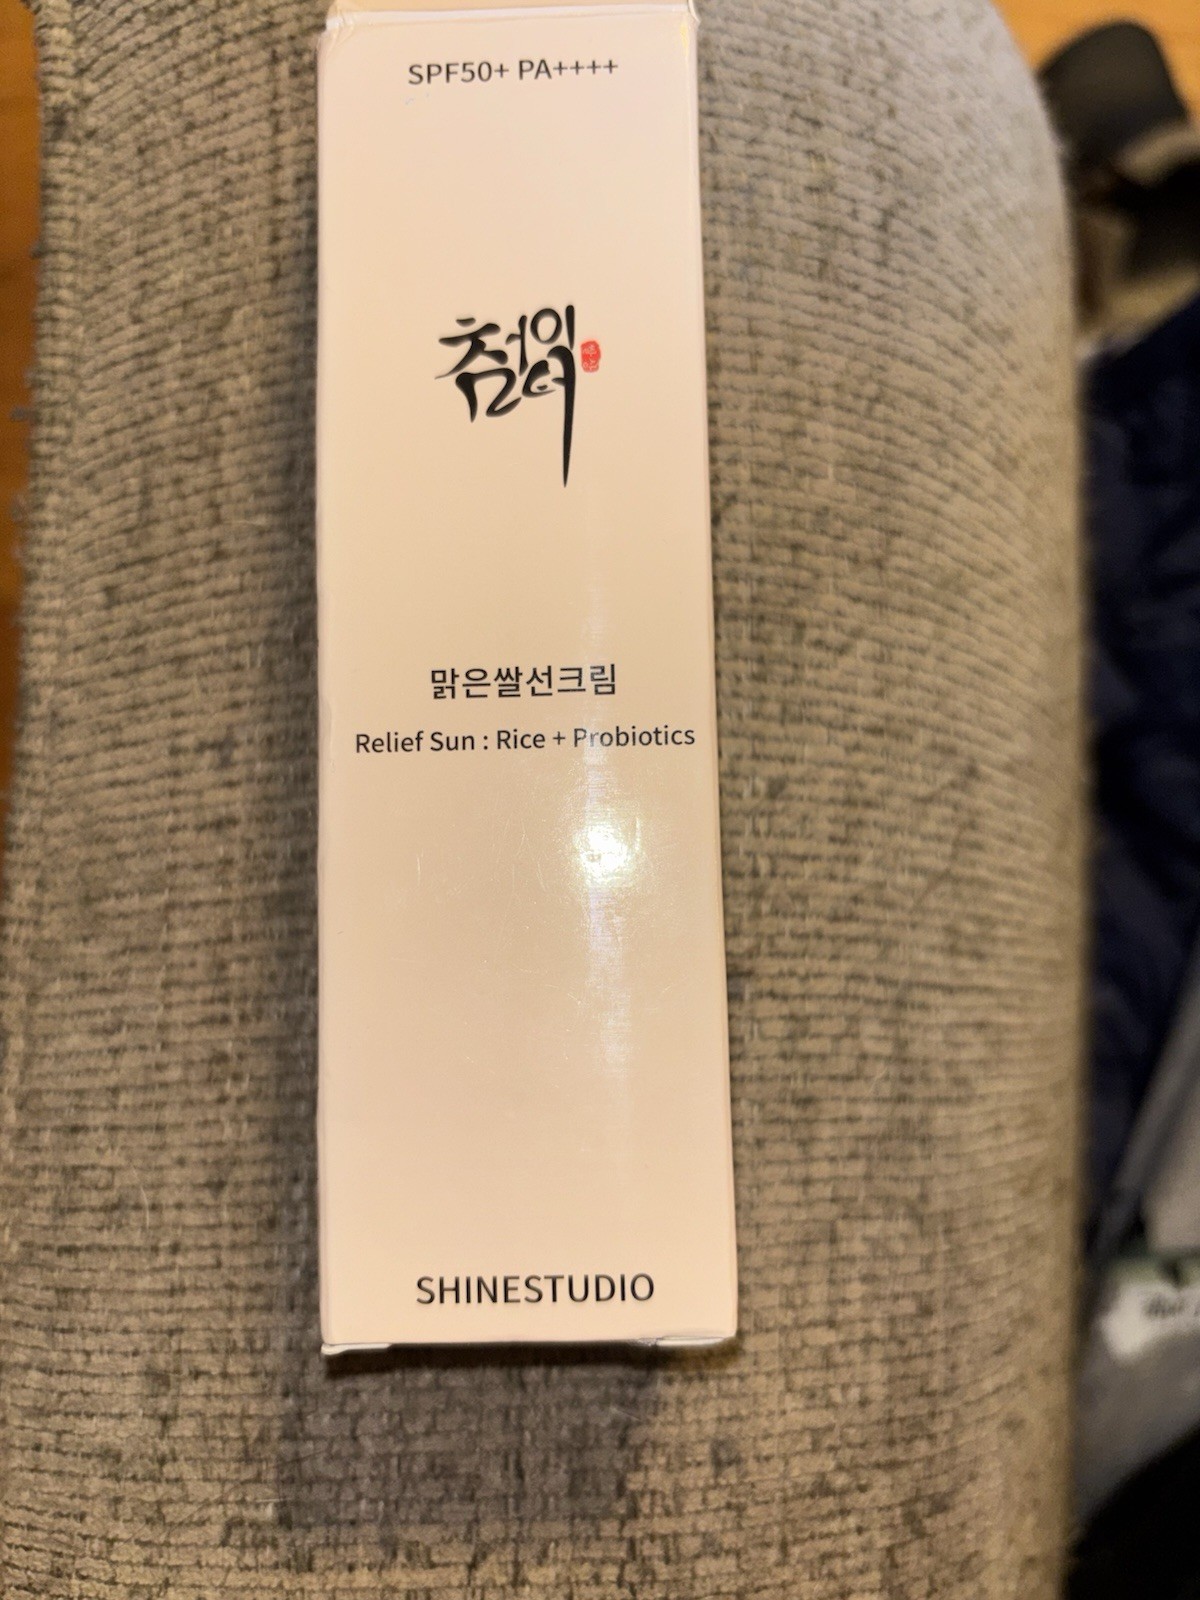 SPF50+ PA++++
맑은쌀선크림
Relief Sun : Rice + Probiotics
SHINESTUDIO